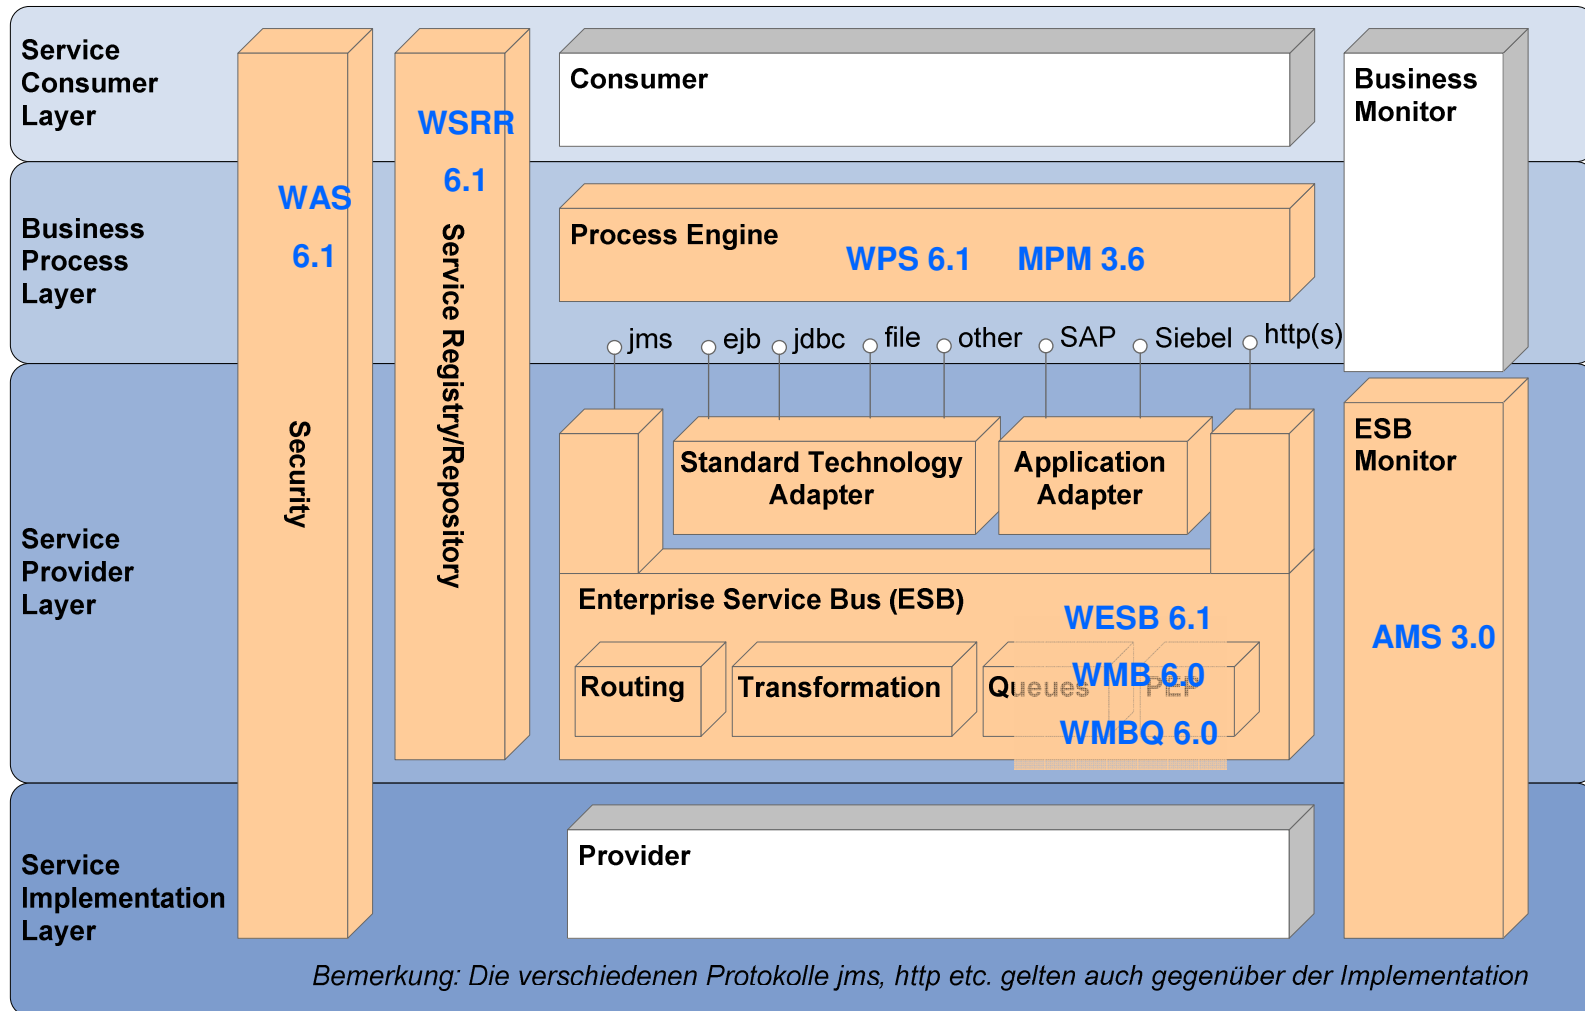 Service
Consumer
Layer
WSRR
6.1
Service Registry/Repository
WAS
6.1
Security
Consumer
Business
Monitor
Business
Process
Layer
Process Engine
WPS 6.1 MPM 3.6
jms ejb jdbc file other SAP Siebel http(s)
Service
Provider
Layer
Standard Technology
Adapter
Application
Adapter
ESB
Monitor
AMS 3.0
Enterprise Service Bus (ESB)
WESB 6.1
WMB 6.0
WMBQ 6.0
Routing
Transformation
Queues
PEP
Service
Implementation
Layer
Provider
Bemerkung: Die verschiedenen Protokolle jms, http etc. gelten auch gegenüber der Implementation